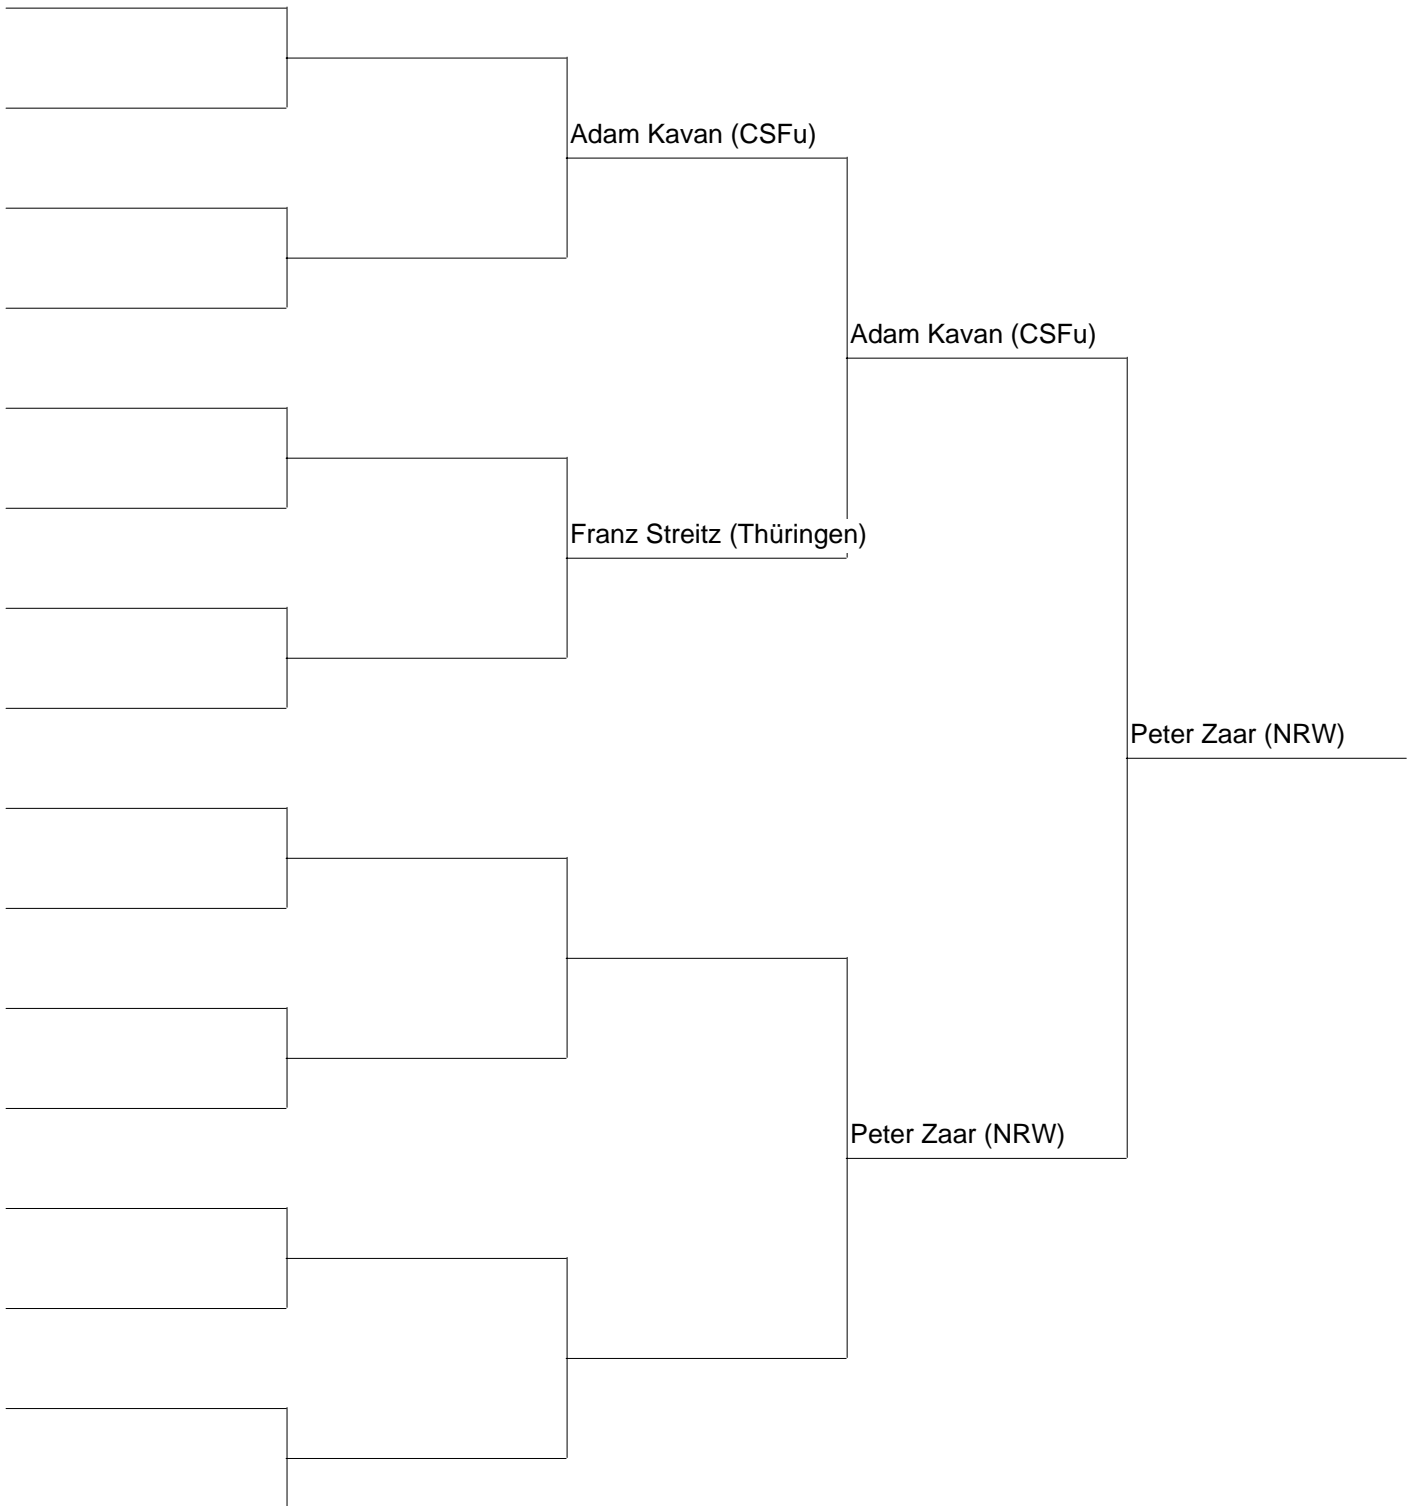 Adam Kavan (CSFu)
Adam Kavan (CSFu)
Franz Streitz (Thüringen)
Peter Zaar (NRW)
Peter Zaar (NRW)